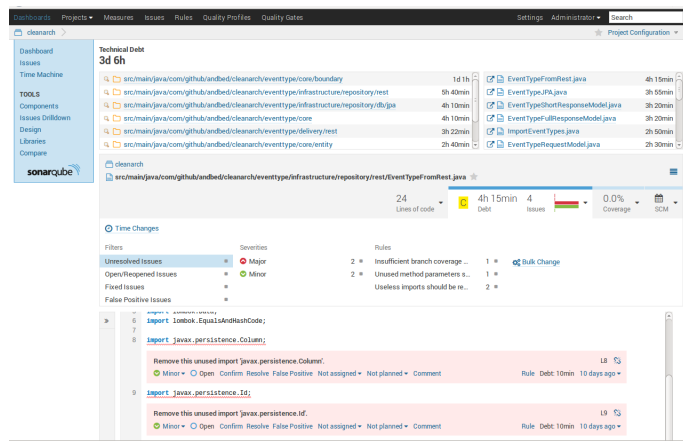 Dashboards Projects Measures Issues Rules Quality Profiles Quality Gates Settings Administrator Search
cleanarch Project Configuration
Dashboard
Issues
Time Machine
TOOLS
Components
Issues Drilldown
Design
Libraries
Compare
sonarqube
Technical Debt
3d 6h
src/main/java/com/github/andbed/cleanarch/eventtype/core/boundary 1d 1h
src/main/java/com/github/andbed/cleanarch/eventtype/infrastructure/repository/rest 5h 40min
src/main/java/com/github/andbed/cleanarch/eventtype/infrastructure/repository/db/jpa 4h 10min
src/main/java/com/github/andbed/cleanarch/eventtype/core 4h 10min
src/main/java/com/github/andbed/cleanarch/eventtype/delivery/rest 3h 22min
src/main/java/com/github/andbed/cleanarch/eventtype/core/entity 2h 40min
EventTypeFromRest.java 4h 15min
EventTypeJPA.java 3h 55min
EventTypeShortResponseModel.java 3h 20min
EventTypeFullResponseModel.java 3h 20min
ImportEventTypes.java 2h 50min
EventTypeRequestModel.java 2h 30min
cleanarch
src/main/java/com/github/andbed/cleanarch/eventtype/infrastructure/repository/rest/EventTypeFromRest.java
24 C 4h 15min 4 0.0%
Lines of code Debt Issues Coverage SCM
Time Changes
Filters Severities Rules
Unresolved Issues Major 2 Insufficient branch coverage ... 1 Bulk Change
Open/Reopened Issues Minor 2 Unused method parameters s... 1
Fixed Issues Useless imports should be re... 2
False Positive Issues
5 import lombok.Data;
6 import lombok.EqualsAndHashCode;
7
8 import javax.persistence.Column;
Remove this unused import 'javax.persistence.Column'. L8
Minor Open Confirm Resolve False Positive Not assigned Not planned Comment Rule Debt: 10min 10 days ago
9 import javax.persistence.Id;
Remove this unused import 'javax.persistence.Id'. L9
Minor Open Confirm Resolve False Positive Not assigned Not planned Comment Rule Debt: 10min 10 days ago